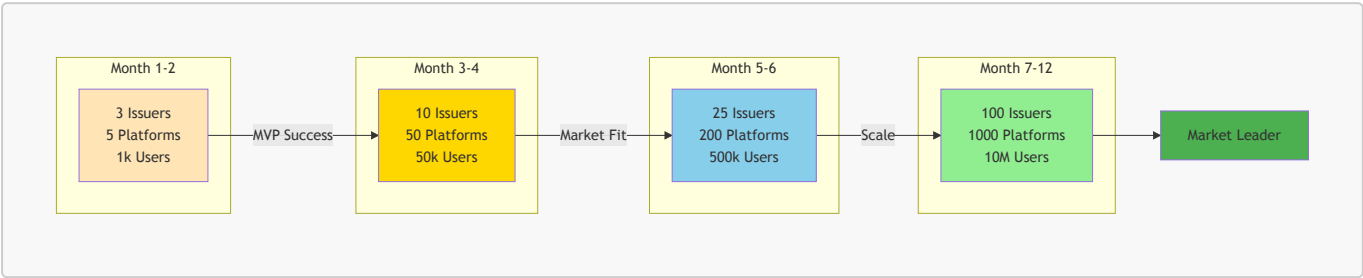 Month 1-2
3 Issuers
5 Platforms
1k Users
MVP Success
Month 3-4
10 Issuers
50 Platforms
50k Users
Market Fit
Month 5-6
25 Issuers
200 Platforms
500k Users
Scale
Month 7-12
100 Issuers
1000 Platforms
10M Users
Market Leader